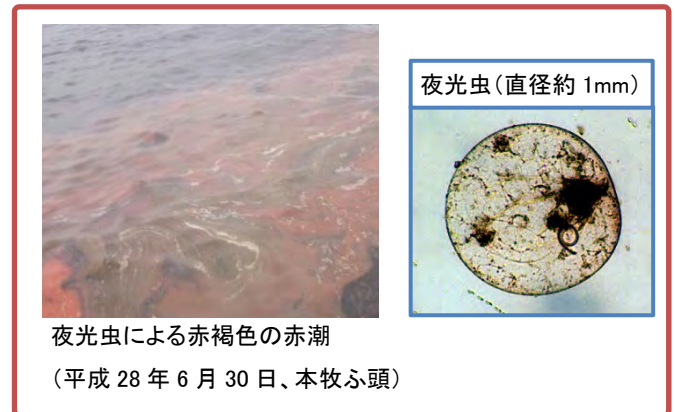 夜光虫(直径約 1mm)
夜光虫による赤褐色の赤潮
(平成 28 年 6 月 30 日、本牧ふ頭)